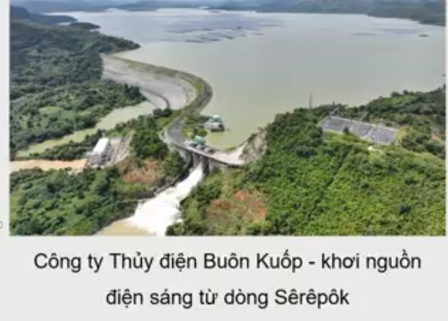 Công ty Thủy điện Buôn Kuốp - khơi nguồn
điện sáng từ dòng Sêrêpôk